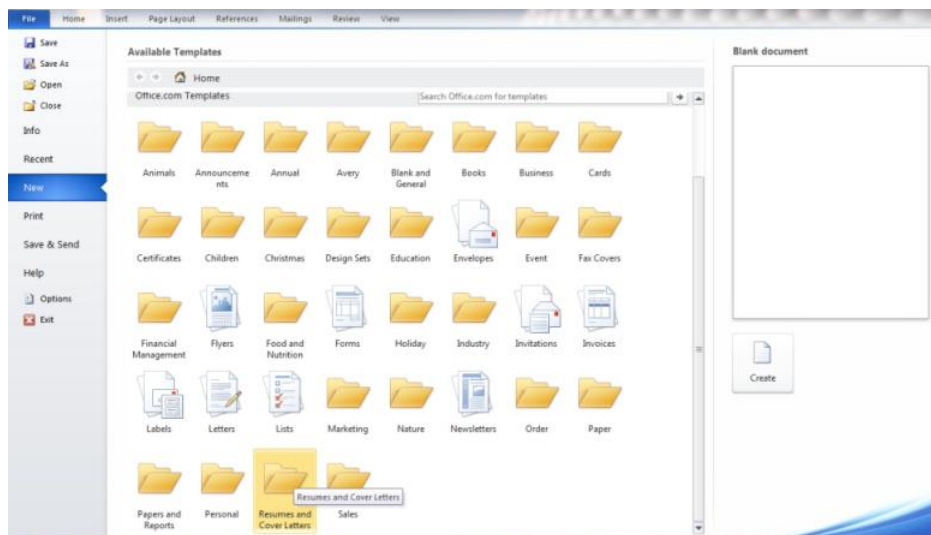 File Home Insert Page Layout References Mailings Review View
Save
Save As
Open
Close
Info
Recent
New
Print
Save & Send
Help
Options
Exit
Available Templates
Home
Office.com Templates
Search Office.com for templates
Animals Announceme Annual Avery Blank and Books Business Cards
nts General
Certificates Children Christmas Design Sets Education Envelopes Event Fax Covers
Financial Flyers Food and Forms Holiday Industry Invitations Invoices
Management Nutrition
Labels Letters Lists Marketing Nature Newsletters Order Paper
Resumes and Cover Letters
Papers and Personal Resumes and Sales
Reports Cover Letters
Blank document
Create